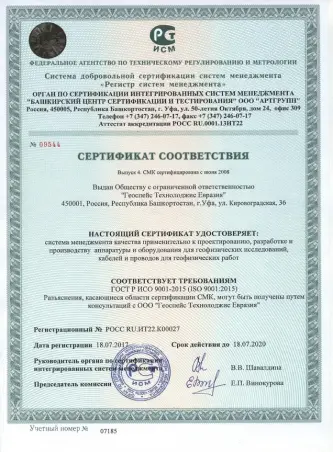 РС
ИСМ
ФЕДЕРАЛЬНОЕ АГЕНТСТВО ПО ТЕХНИЧЕСКОМУ РЕГУЛИРОВАНИЮ И МЕТРОЛОГИИ
Система добровольной сертификации систем менеджмента
«Регистр систем менеджмента»
ОРГАН ПО СЕРТИФИКАЦИИ ИНТЕГРИРОВАННЫХ СИСТЕМ МЕНЕДЖМЕНТА
"БАШКИРСКИЙ ЦЕНТР СЕРТИФИКАЦИИ И ТЕСТИРОВАНИЯ" ООО "АРТГРУПП"
Россия, 450005, Республика Башкортостан, г.Уфа, ул. 50-летия Октября, дом 24, офис 309
Телефон +7 (347) 246-07-17, факс +7 (347) 246-07-17
Аттестат аккредитации РОСС RU.0001.13ИТ22
№ 09544
СЕРТИФИКАТ СООТВЕТСТВИЯ
Выпуск 4. СМК сертифицирована с июля 2008
Выдан Обществу с ограниченной ответственностью
"Геоспейс Технолоджис Евразия"
450001, Россия, Республика Башкортостан, г.Уфа, ул. Кировоградская, 36
НАСТОЯЩИЙ СЕРТИФИКАТ УДОСТОВЕРЯЕТ:
система менеджмента качества применительно к проектированию, разработке и
производству аппаратуры и оборудования для геофизических исследований,
кабелей и проводов для геофизических работ
СООТВЕТСТВУЕТ ТРЕБОВАНИЯМ
ГОСТ Р ИСО 9001-2015 (ISO 9001:2015)
Разъяснения, касающиеся области сертификации СМК, могут быть получены путем
консультаций с ООО "Геоспейс Технолоджис Евразия"
Регистрационный № РОСС RU.ИТ22.К00027
Дата регистрации 18.07.2017 Срок действия до 18.07.2020
Руководитель органа по сертификации
интегрированных систем менеджмента В.В. Шавалдина
Председатель комиссии Е.П. Винокурова
Учетный номер № 07185